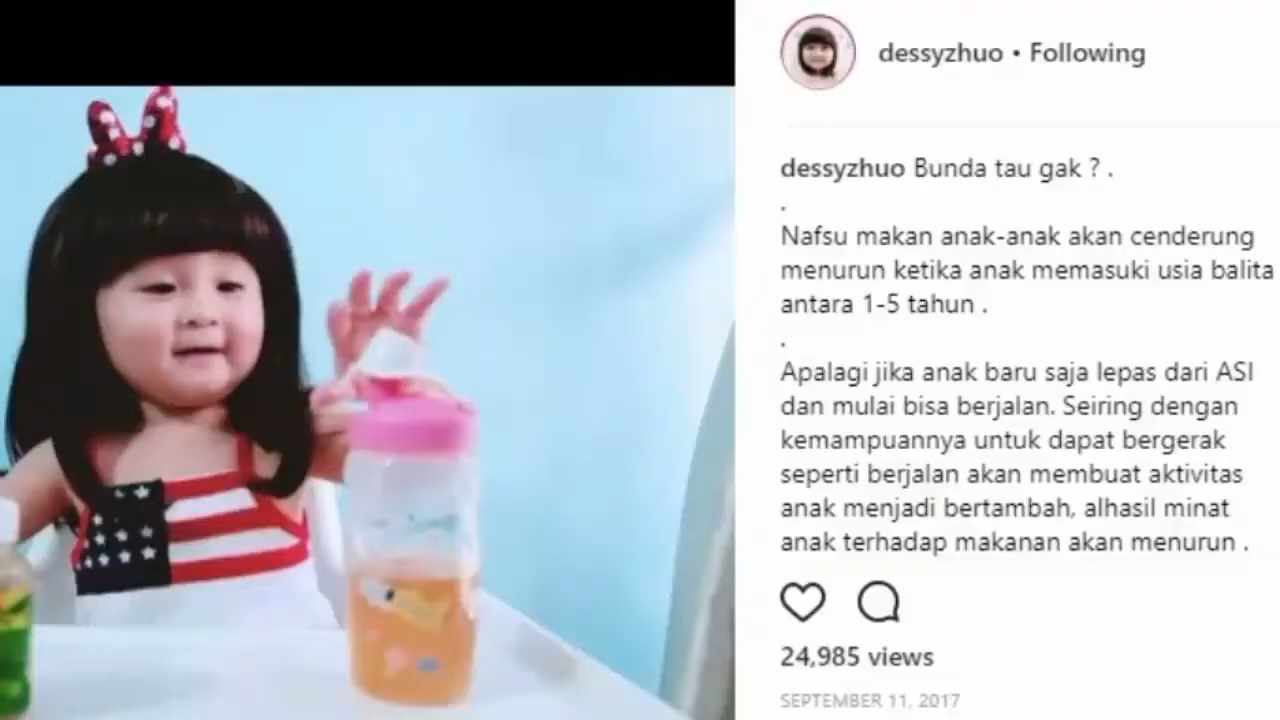 dessyzhuo • Following
dessyzhuo Bunda tau gak ? .
.
Nafsu makan anak-anak akan cenderung
menurun ketika anak memasuki usia balita
antara 1-5 tahun .
.
Apalagi jika anak baru saja lepas dari ASI
dan mulai bisa berjalan. Seiring dengan
kemampuannya untuk dapat bergerak
seperti berjalan akan membuat aktivitas
anak menjadi bertambah, alhasil minat
anak terhadap makanan akan menurun .
24,985 views
SEPTEMBER 11, 2017